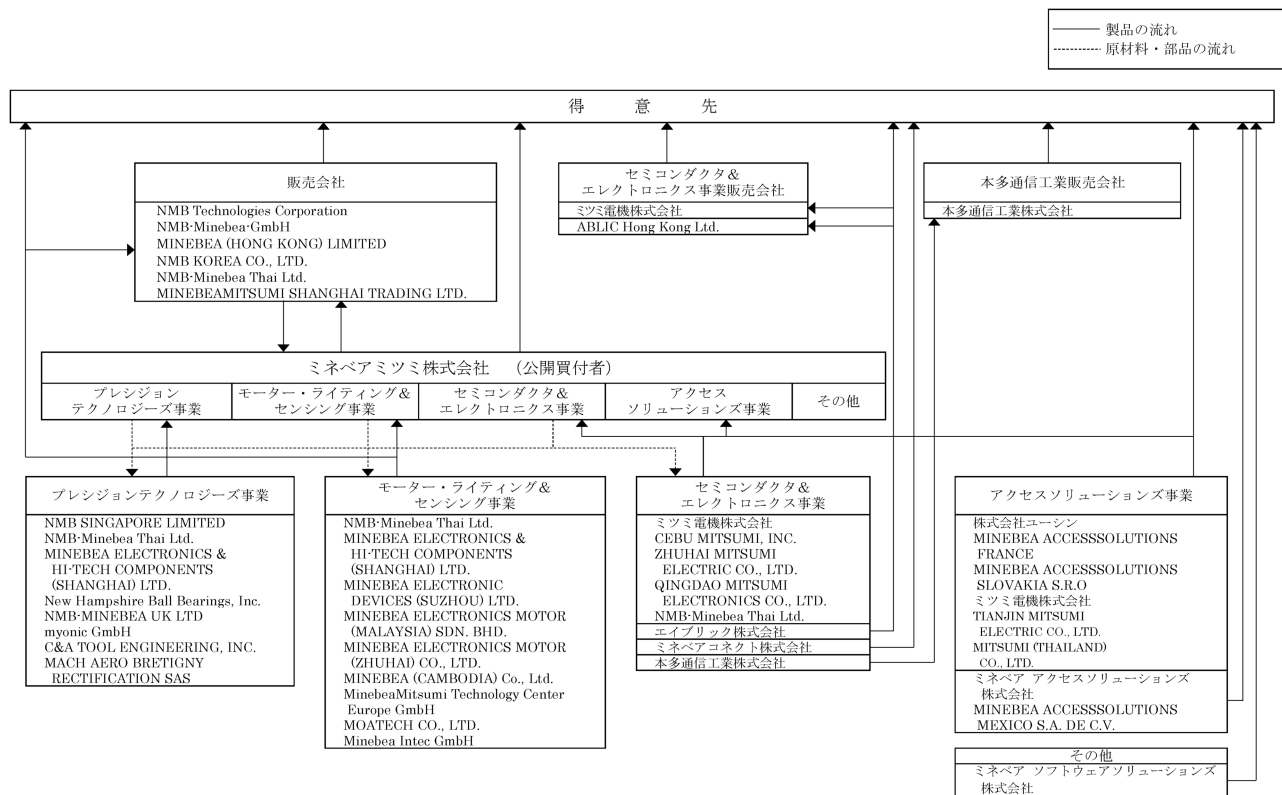 製品の流れ
原材料・部品の流れ
得意先
販売会社
NMB Technologies Corporation
NMB-Minebea-GmbH
MINEBEA (HONG KONG) LIMITED
NMB KOREA CO., LTD.
NMB-Minebea Thai Ltd.
MINEBEAMITSUMI SHANGHAI TRADING LTD.
セミコンダクタ&
エレクトロニクス事業販売会社
ミツミ電機株式会社
ABLIC Hong Kong Ltd.
本多通信工業販売会社
本多通信工業株式会社
ミネベアミツミ株式会社 (公開買付者)
プレシジョン
テクノロジーズ事業
モーター・ライティング&
センシング事業
セミコンダクタ&
エレクトロニクス事業
アクセス
ソリューションズ事業
その他
プレシジョンテクノロジーズ事業
NMB SINGAPORE LIMITED
NMB-Minebea Thai Ltd.
MINEBEA ELECTRONICS &
HI-TECH COMPONENTS
(SHANGHAI) LTD.
New Hampshire Ball Bearings, Inc.
NMB-MINEBEA UK LTD
myonic GmbH
C&A TOOL ENGINEERING, INC.
MACH AERO BRETIGNY
RECTIFICATION SAS
モーター・ライティング&
センシング事業
NMB-Minebea Thai Ltd.
MINEBEA ELECTRONICS &
HI-TECH COMPONENTS
(SHANGHAI) LTD.
MINEBEA ELECTRONIC
DEVICES (SUZHOU) LTD.
MINEBEA ELECTRONICS MOTOR
(MALAYSIA) SDN. BHD.
MINEBEA ELECTRONICS MOTOR
(ZHUHAI) CO., LTD.
MINEBEA (CAMBODIA) Co., Ltd.
MinebeaMitsumi Technology Center
Europe GmbH
MOATECH CO., LTD.
Minebea Intec GmbH
セミコンダクタ&
エレクトロニクス事業
ミツミ電機株式会社
CEBU MITSUMI, INC.
ZHUHAI MITSUMI
ELECTRIC CO., LTD.
QINGDAO MITSUMI
ELECTRONICS CO., LTD.
NMB-Minebea Thai Ltd.
エイブリック株式会社
ミネベアコネクト株式会社
本多通信工業株式会社
アクセスソリューションズ事業
株式会社ユーシン
MINEBEA ACCESSSOLUTIONS
FRANCE
MINEBEA ACCESSSOLUTIONS
SLOVAKIA S.R.O
ミツミ電機株式会社
TIANJIN MITSUMI
ELECTRIC CO., LTD.
MITSUMI (THAILAND)
CO., LTD.
ミネベア アクセスソリューションズ
株式会社
MINEBEA ACCESSSOLUTIONS
MEXICO S.A. DE C.V.
その他
ミネベア ソフトウェアソリューションズ
株式会社